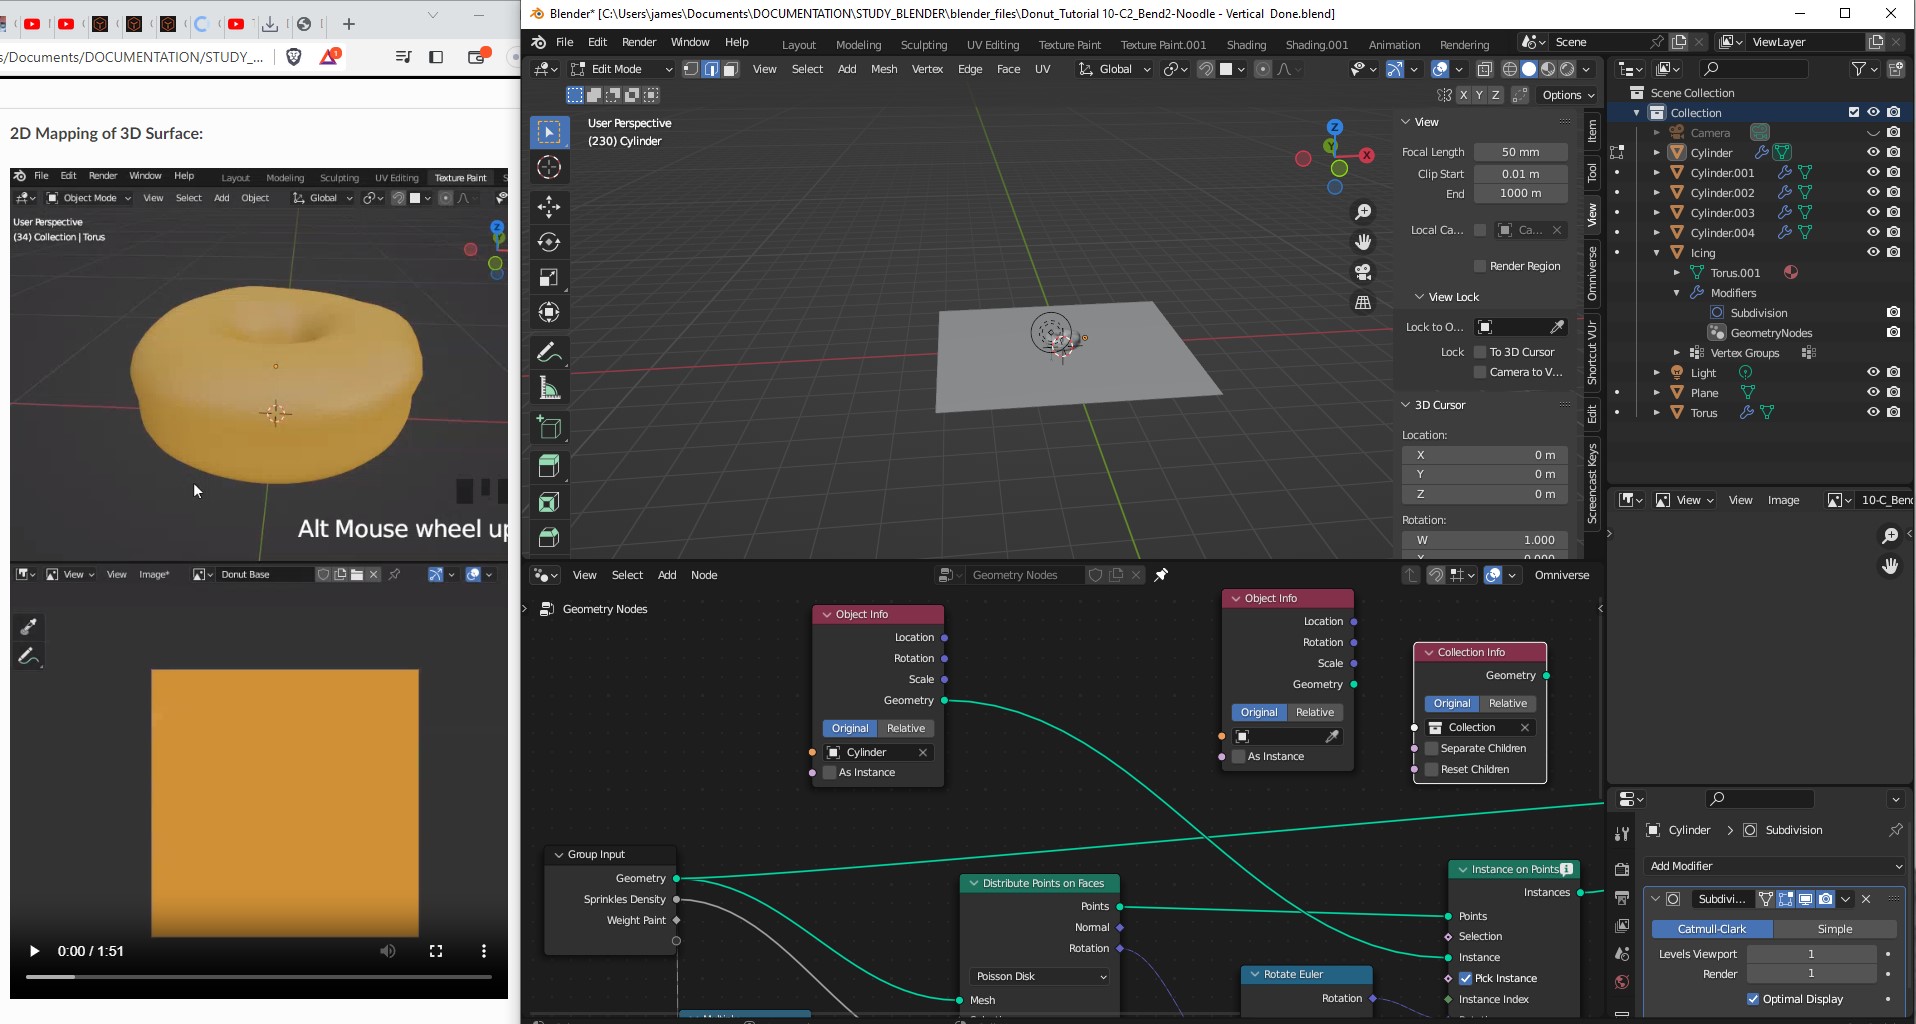 Blender* [C:\Users\james\Documents\DOCUMENTATION\STUDY_BLENDER\blender_files\Donut_Tutorial 10-C2_Bend2-Noodle - Vertical  Done.blend]
s/Documents/DOCUMENTATION/STUDY_...
1
File Edit Render Window Help
Layout Modeling Sculpting UV Editing Texture Paint Texture Paint.001 Shading Shading.001 Animation Rendering
Scene
ViewLayer
Edit Mode
View Select Add Mesh Vertex Edge Face UV
Global
X Y Z
Options
User Perspective
(230) Cylinder
Z
Y
X
View
Focal Length 50 mm
Clip Start 0.01 m
End 1000 m
Local Ca... Ca...
Render Region
View Lock
Lock to O...
Lock To 3D Cursor
Camera to V...
3D Cursor
Location:
X 0 m
Y 0 m
Z 0 m
Rotation:
W 1.000
Item
Tool
View
Omniverse
Shortcut VUr
Edit
Screencast Keys
Scene Collection
Collection
Camera
Cylinder
Cylinder.001
Cylinder.002
Cylinder.003
Cylinder.004
Icing
Torus.001
Modifiers
Subdivision
GeometryNodes
Vertex Groups
Light
Plane
Torus
View View Image
2D Mapping of 3D Surface:
File Edit Render Window Help
Layout Modeling Sculpting UV Editing Texture Paint S
Object Mode View Select Add Object Global
User Perspective
(34) Collection | Torus
Z
Alt Mouse wheel up
View View Image* Donut Base
0:00 / 1:51
View Select Add Node
Geometry Nodes
Omniverse
Geometry Nodes
Object Info
Location
Rotation
Scale
Geometry
Original Relative
Cylinder
As Instance
Object Info
Location
Rotation
Scale
Geometry
Original Relative
As Instance
Collection Info
Geometry
Original Relative
Collection
Separate Children
Reset Children
Group Input
Geometry
Sprinkles Density
Weight Paint
Distribute Points on Faces
Points
Normal
Rotation
Poisson Disk
Mesh
Rotate Euler
Rotation
Instance on Points
Instances
Points
Selection
Instance
Pick Instance
Instance Index
Cylinder Subdivision
Add Modifier
Subdivi...
Catmull-Clark Simple
Levels Viewport 1
Render 1
Optimal Display